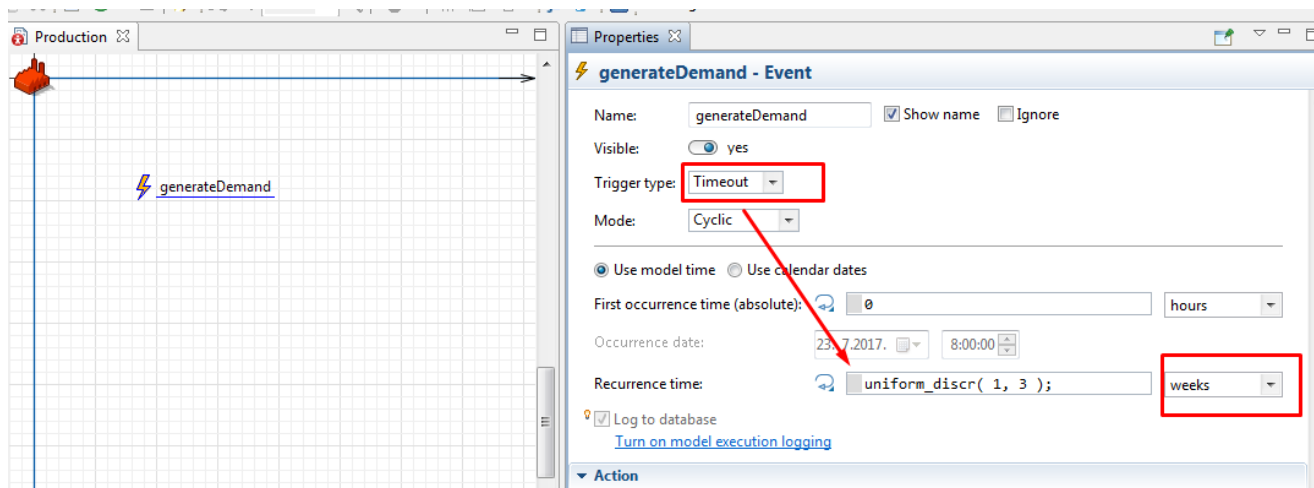 Production
generateDemand
Properties
generateDemand - Event
Name: generateDemand Show name Ignore
Visible: yes
Trigger type: Timeout
Mode: Cyclic
Use model time Use calendar dates
First occurrence time (absolute): 0 hours
Occurrence date: 23. 7.2017. 8:00:00
Recurrence time: uniform_discr( 1, 3 ); weeks
Log to database
Turn on model execution logging
Action